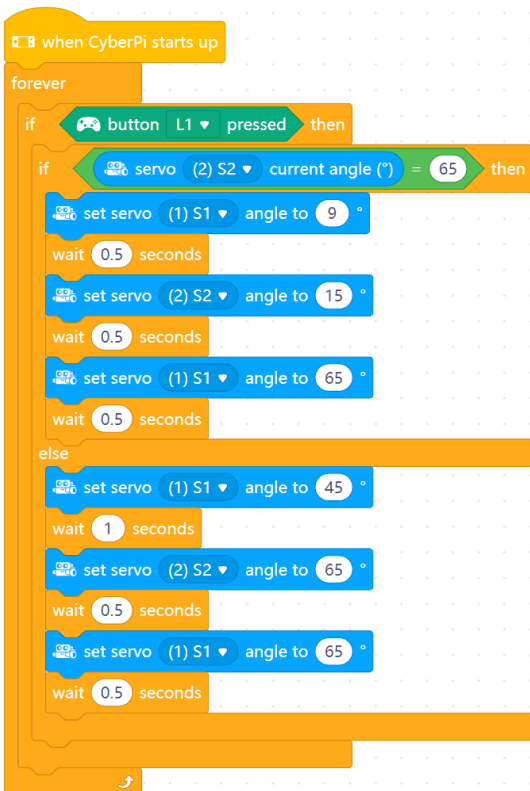 when CyberPi starts up
forever
if button L1 ▾ pressed then
if servo (2) S2 ▾ current angle (°) = 65 then
set servo (1) S1 ▾ angle to 9 °
wait 0.5 seconds
set servo (2) S2 ▾ angle to 15 °
wait 0.5 seconds
set servo (1) S1 ▾ angle to 65 °
wait 0.5 seconds
else
set servo (1) S1 ▾ angle to 45 °
wait 1 seconds
set servo (2) S2 ▾ angle to 65 °
wait 0.5 seconds
set servo (1) S1 ▾ angle to 65 °
wait 0.5 seconds